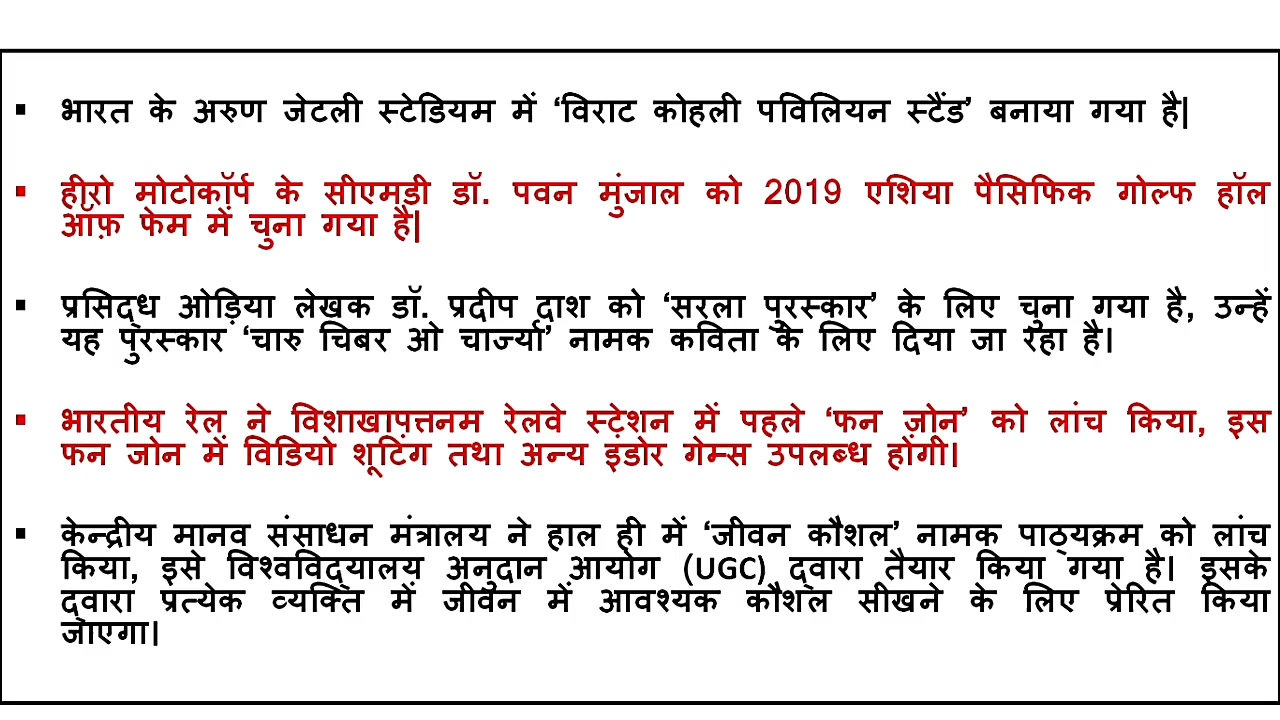 ▪ भारत के अरुण जेटली स्टेडियम में ‘विराट कोहली पविलियन स्टैंड’ बनाया गया है|
▪ हीरो मोटोकॉर्प के सीएमडी डॉ. पवन मुंजाल को 2019 एशिया पैसिफिक गोल्फ हॉल
ऑफ़ फेम में चुना गया है|
▪ प्रसिद्ध ओड़िया लेखक डॉ. प्रदीप दाश को ‘सरला पुरस्कार’ के लिए चुना गया है, उन्हें
यह पुरस्कार ‘चारु चिबर ओ चार्ज्या’ नामक कविता के लिए दिया जा रहा है।
▪ भारतीय रेल ने विशाखापत्तनम रेलवे स्टेशन में पहले ‘फन ज़ोन’ को लांच किया, इस
फन जोन में विडियो शूटिंग तथा अन्य इंडोर गेम्स उपलब्ध होंगी।
▪ केन्द्रीय मानव संसाधन मंत्रालय ने हाल ही में ‘जीवन कौशल’ नामक पाठ्यक्रम को लांच
किया, इसे विश्वविद्यालय अनुदान आयोग (UGC) द्वारा तैयार किया गया है। इसके
द्वारा प्रत्येक व्यक्ति में जीवन में आवश्यक कौशल सीखने के लिए प्रेरित किया
जाएगा।